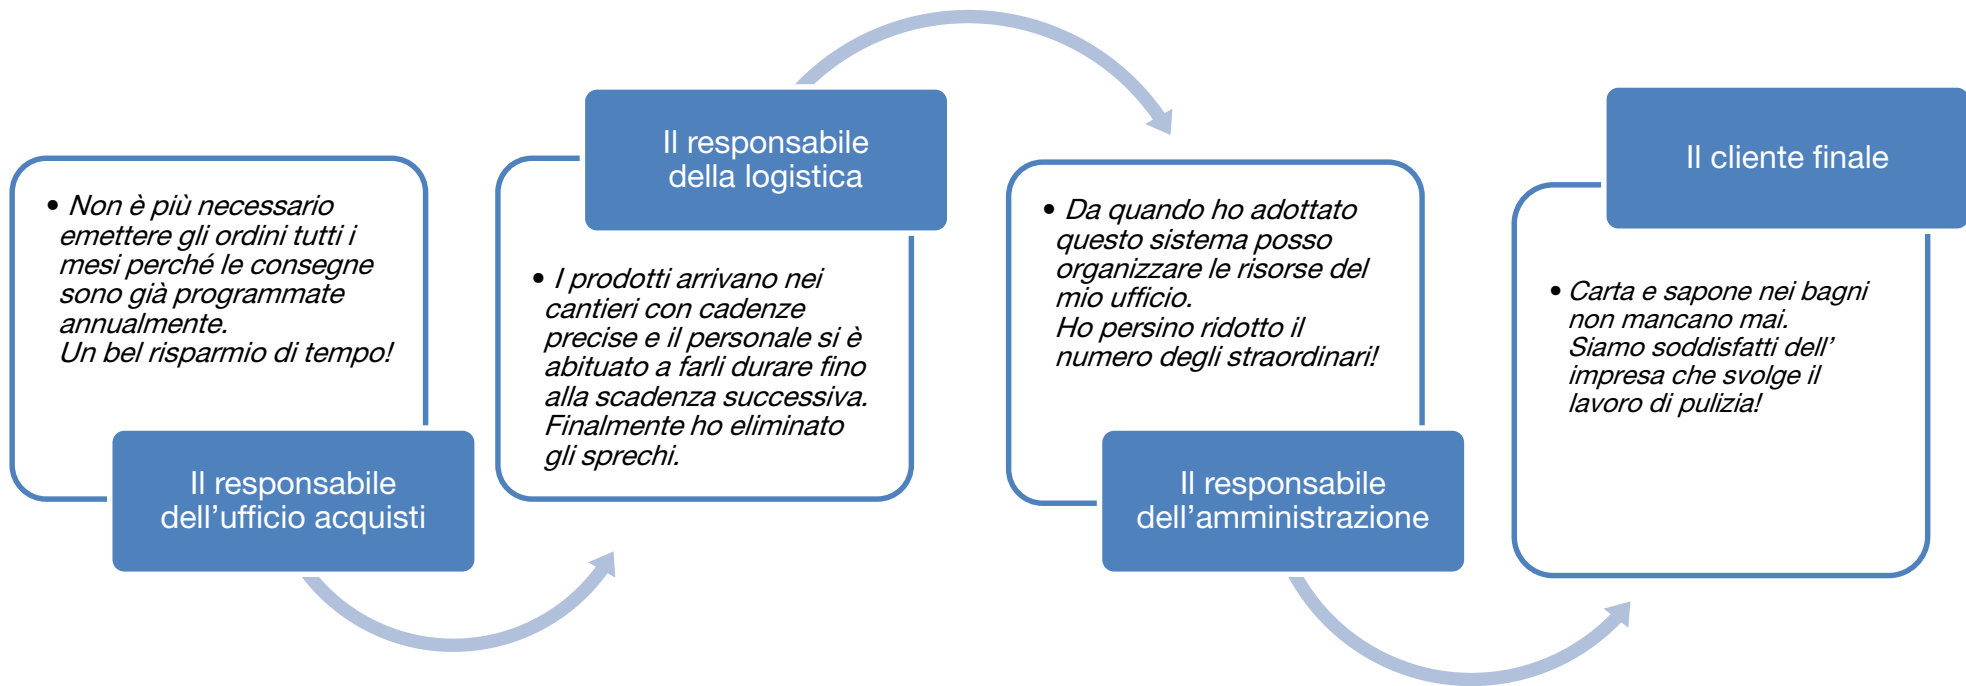 • Non è più necessario
emettere gli ordini tutti i
mesi perché le consegne
sono già programmate
annualmente.
Un bel risparmio di tempo!
Il responsabile
dell’ufficio acquisti
Il responsabile
della logistica
• I prodotti arrivano nei
cantieri con cadenze
precise e il personale si è
abituato a farli durare fino
alla scadenza successiva.
Finalmente ho eliminato
gli sprechi.
• Da quando ho adottato
questo sistema posso
organizzare le risorse del
mio ufficio.
Ho persino ridotto il
numero degli straordinari!
Il responsabile
dell’amministrazione
Il cliente finale
• Carta e sapone nei bagni
non mancano mai.
Siamo soddisfatti dell’
impresa che svolge il
lavoro di pulizia!